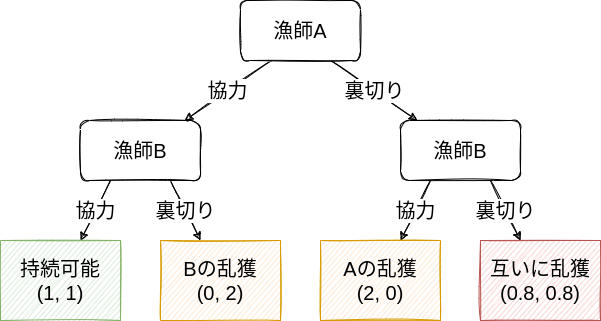 漁師A
協力
裏切り
漁師B
漁師B
協力
裏切り
協力
裏切り
持続可能
(1, 1)
Bの乱獲
(0, 2)
Aの乱獲
(2, 0)
互いに乱獲
(0.8, 0.8)